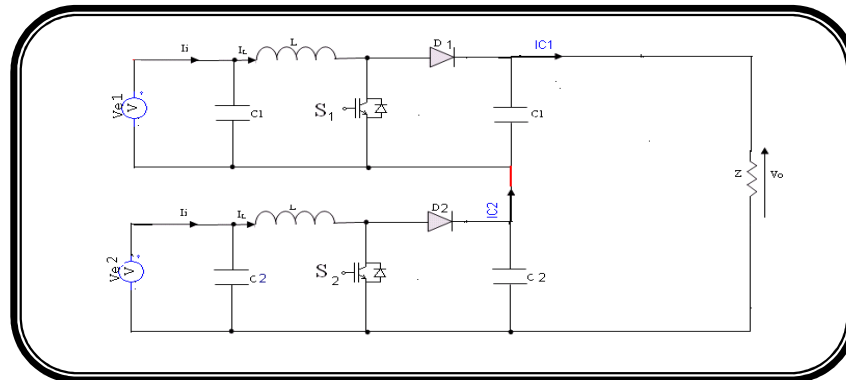 Ii
IL
L
D1
IC1
Ve1
V
C1
S1
C1
Z
Vo
Ii
IL
L
D2
IC2
Ve2
V
C2
S2
C2